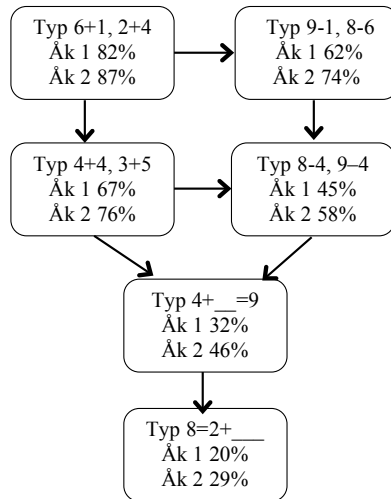 Typ 6+1, 2+4
Åk 1 82%
Åk 2 87%
Typ 9-1, 8-6
Åk 1 62%
Åk 2 74%
Typ 4+4, 3+5
Åk 1 67%
Åk 2 76%
Typ 8-4, 9–4
Åk 1 45%
Åk 2 58%
Typ 4+__=9
Åk 1 32%
Åk 2 46%
Typ 8=2+___
Åk 1 20%
Åk 2 29%